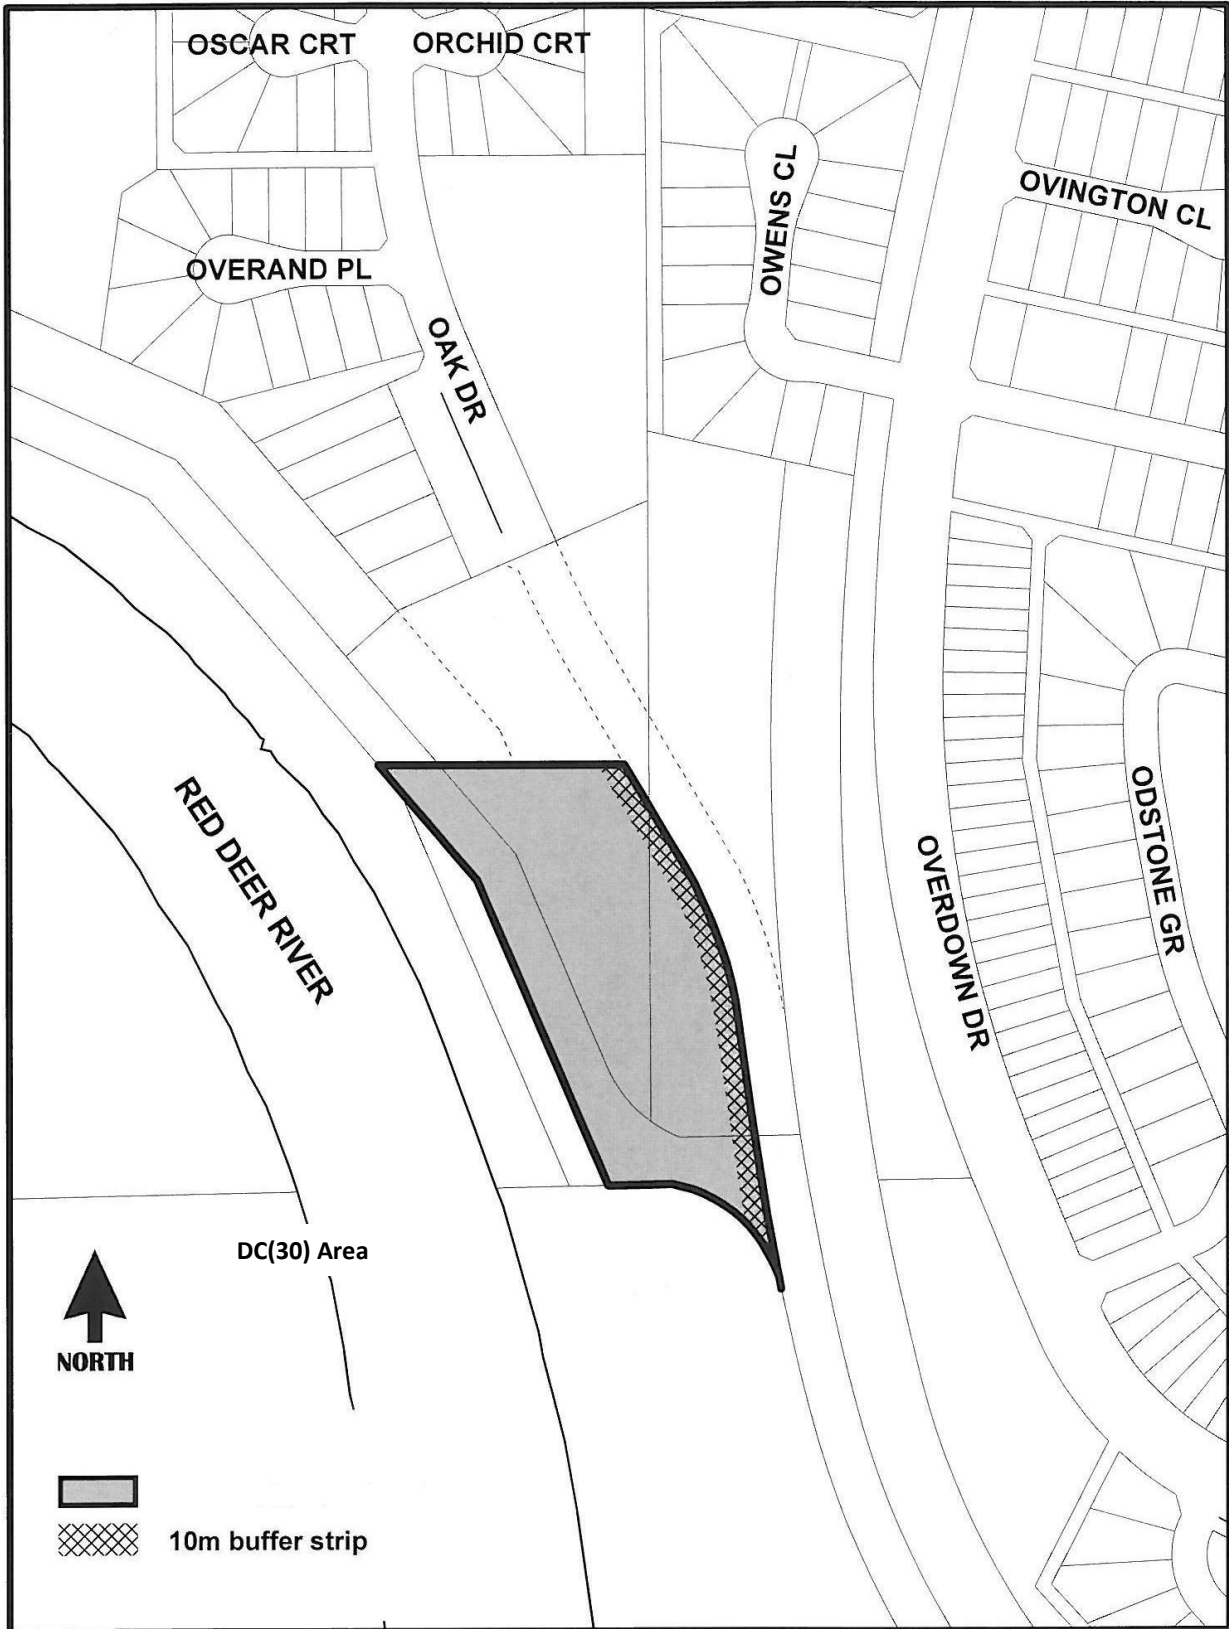 OSCAR CRT
ORCHID CRT
OWENS CL
OVINGTON CL
OVERAND PL
OAK DR
RED DEER RIVER
OVERDOWN DR
ODSTONE GR
DC(30) Area
NORTH
10m buffer strip